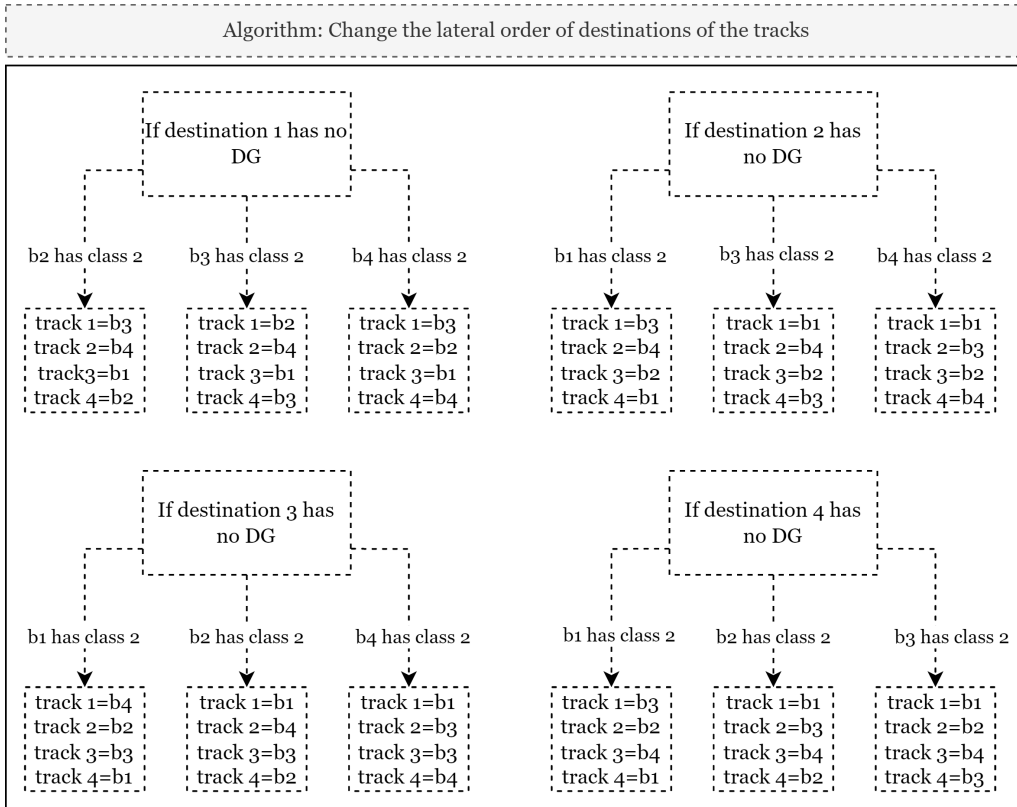 Algorithm: Change the lateral order of destinations of the tracks
If destination 1 has no
DG
b2 has class 2
b3 has class 2
b4 has class 2
track 1=b3
track 2=b4
track3=b1
track 4=b2
track 1=b2
track 2=b4
track 3=b1
track 4=b3
track 1=b3
track 2=b2
track 3=b1
track 4=b4
If destination 2 has
no DG
b1 has class 2
b3 has class 2
b4 has class 2
track 1=b3
track 2=b4
track 3=b2
track 4=b1
track 1=b1
track 2=b4
track 3=b2
track 4=b3
track 1=b1
track 2=b3
track 3=b2
track 4=b4
If destination 3 has
no DG
b1 has class 2
b2 has class 2
b4 has class 2
track 1=b4
track 2=b2
track 3=b3
track 4=b1
track 1=b1
track 2=b4
track 3=b3
track 4=b2
track 1=b1
track 2=b3
track 3=b3
track 4=b4
If destination 4 has
no DG
b1 has class 2
b2 has class 2
b3 has class 2
track 1=b3
track 2=b2
track 3=b4
track 4=b1
track 1=b1
track 2=b3
track 3=b4
track 4=b2
track 1=b1
track 2=b2
track 3=b4
track 4=b3